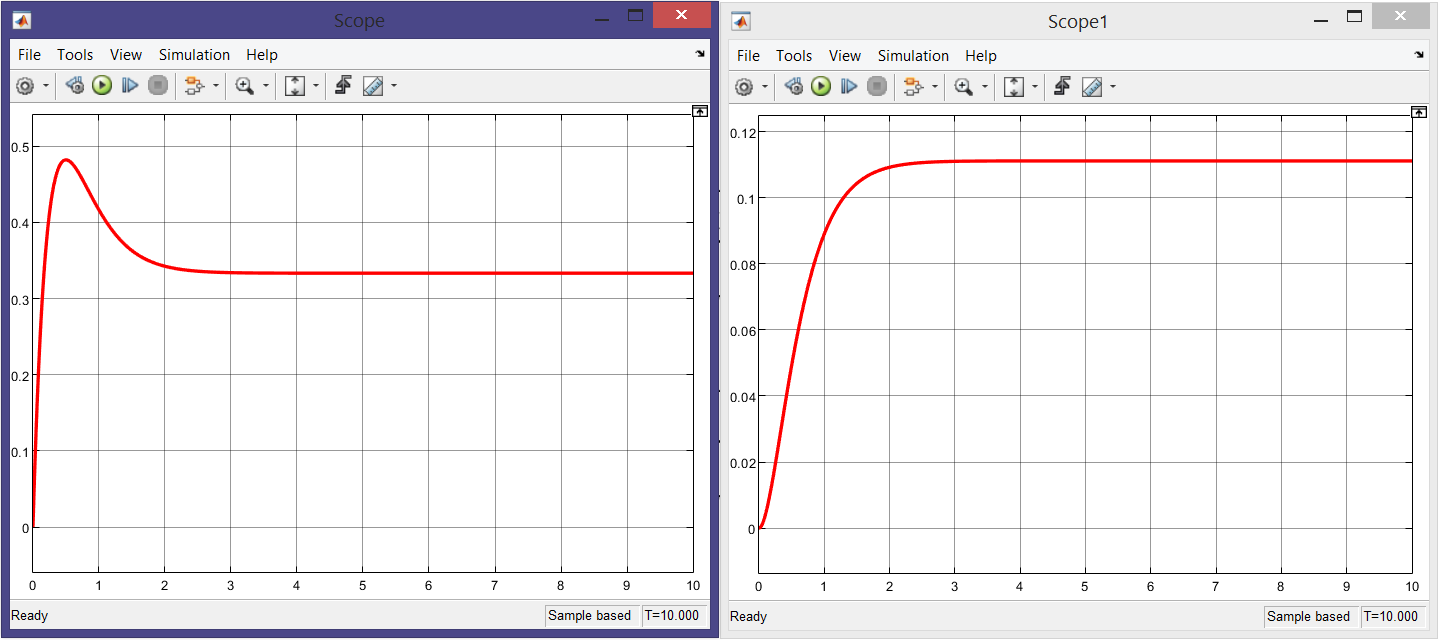 Scope
File Tools View Simulation Help
0.5
0.4
0.3
0.2
0.1
0
0 1 2 3 4 5 6 7 8 9 10
Ready Sample based T=10.000
Scope1
File Tools View Simulation Help
0.12
0.1
0.08
0.06
0.04
0.02
0
0 1 2 3 4 5 6 7 8 9 10
Ready Sample based T=10.000